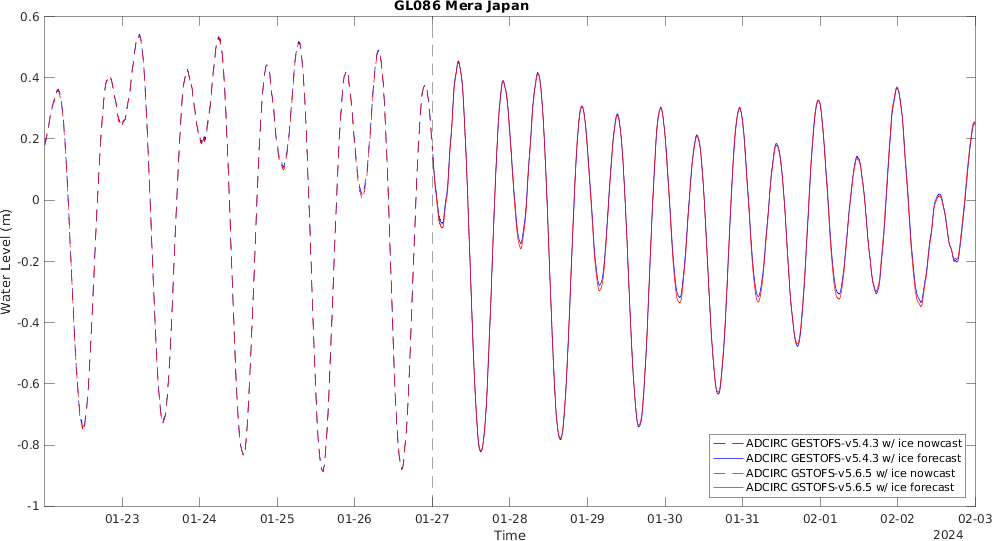 GL086 Mera Japan
0.6
0.4
0.2
0
-0.2
-0.4
-0.6
-0.8
-1
Water Level (m)
ADCIRC GESTOFS-v5.4.3 w/ ice nowcast
ADCIRC GESTOFS-v5.4.3 w/ ice forecast
ADCIRC GSTOFS-v5.6.5 w/ ice nowcast
ADCIRC GSTOFS-v5.6.5 w/ ice forecast
01-23 01-24 01-25 01-26 01-27 01-28 01-29 01-30 01-31 02-01 02-02 02-03
Time
2024